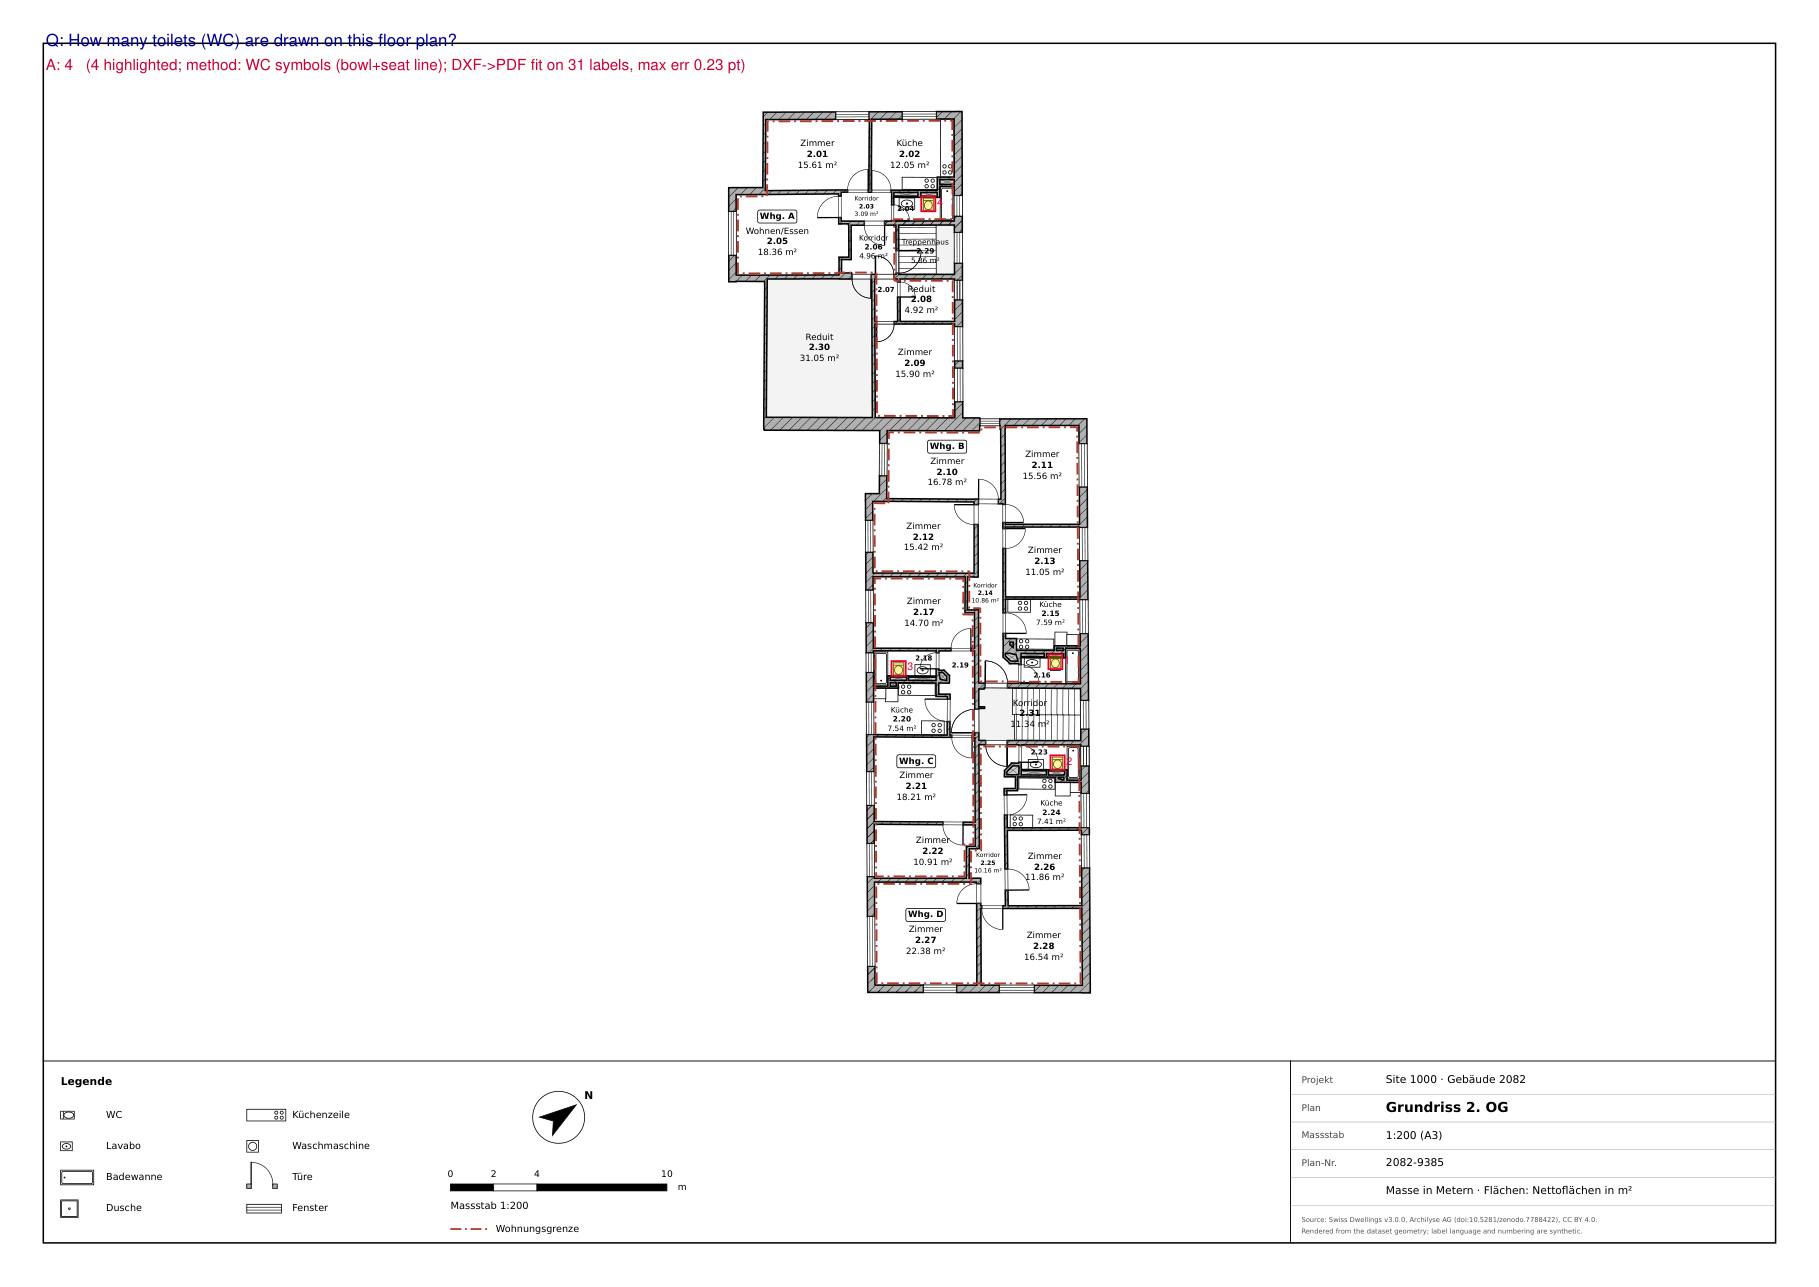 Q: How many toilets (WC) are drawn on this floor plan?
A: 4 (4 highlighted; method: WC symbols (bowl+seat line); DXF->PDF fit on 31 labels, max err 0.23 pt)
Zimmer
2.01
15.61 m²
Küche
2.02
12.05 m²
Korridor
2.03
3.09 m²
2.04
4
Whg. A
Wohnen/Essen
2.05
18.36 m²
Korridor
2.06
4.96 m²
Treppenhaus
2.29
5.86 m²
2.07
Reduit
2.08
4.92 m²
Reduit
2.30
31.05 m²
Zimmer
2.09
15.90 m²
Whg. B
Zimmer
2.10
16.78 m²
Zimmer
2.11
15.56 m²
Zimmer
2.12
15.42 m²
Zimmer
2.13
11.05 m²
Korridor
2.14
10.86 m²
Küche
2.15
7.59 m²
Zimmer
2.17
14.70 m²
2.18
3
2.19
2.16
Küche
2.20
7.54 m²
Korridor
2.31
11.34 m²
2.23
2
Whg. C
Zimmer
2.21
18.21 m²
Küche
2.24
7.41 m²
Zimmer
2.22
10.91 m²
Korridor
2.25
10.16 m²
Zimmer
2.26
11.86 m²
Whg. D
Zimmer
2.27
22.38 m²
Zimmer
2.28
16.54 m²
Legende
WC
Lavabo
Badewanne
Dusche
Küchenzeile
Waschmaschine
Türe
Fenster
N
0 2 4 10 m
Massstab 1:200
Wohnungsgrenze
Projekt Site 1000 · Gebäude 2082
Plan Grundriss 2. OG
Massstab 1:200 (A3)
Plan-Nr. 2082-9385
Masse in Metern · Flächen: Nettoflächen in m²
Source: Swiss Dwellings v3.0.0, Archilyse AG (doi:10.5281/zenodo.7788422), CC BY 4.0.
Rendered from the dataset geometry; label language and numbering are synthetic.